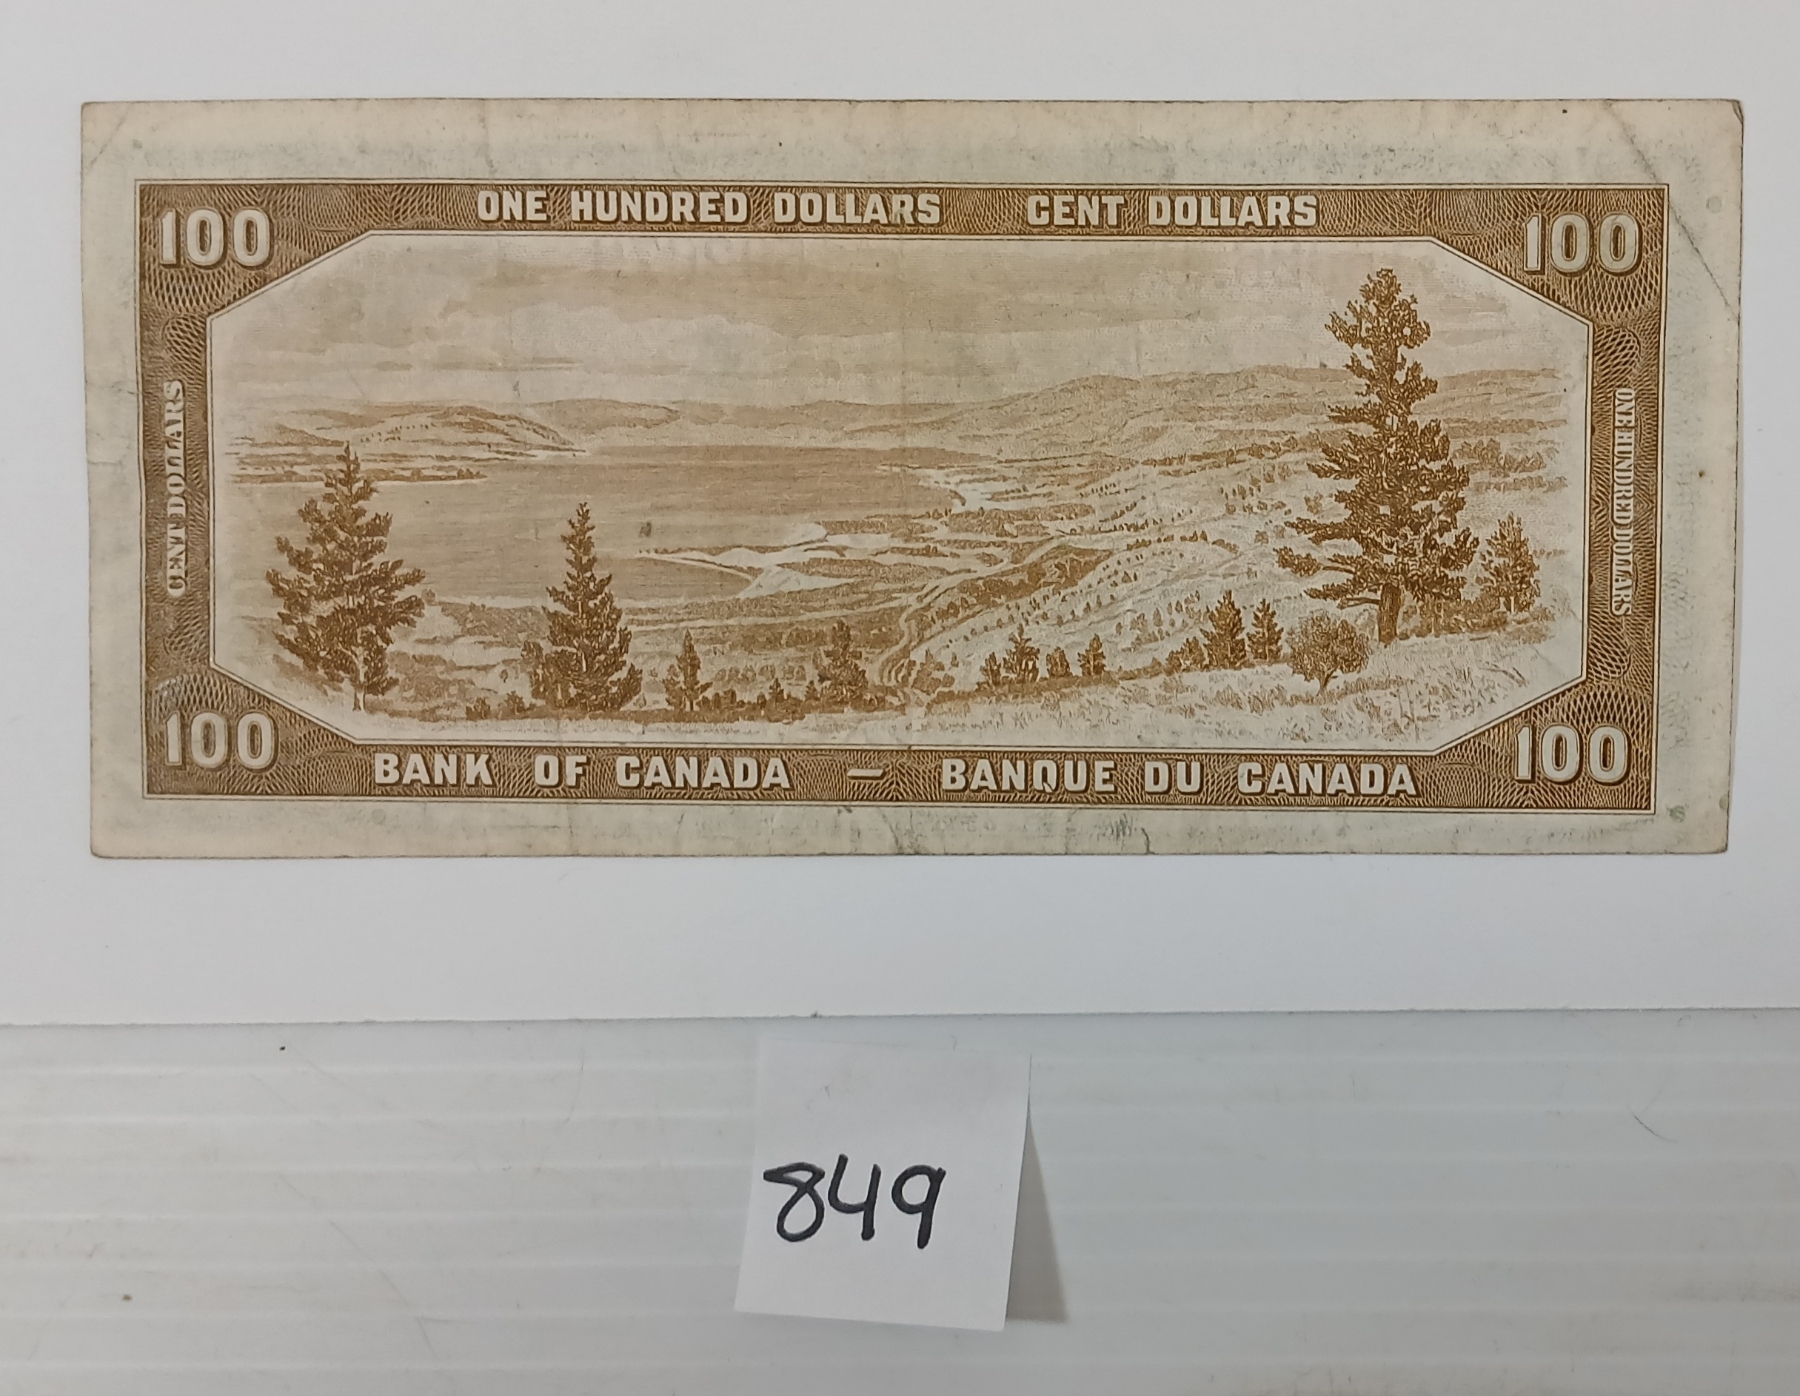 ONE HUNDRED DOLLARS CENT DOLLARS
100
100
CENT DOLLARS
ONE HUNDRED DOLLARS
100
100
BANK OF CANADA — BANQUE DU CANADA
849